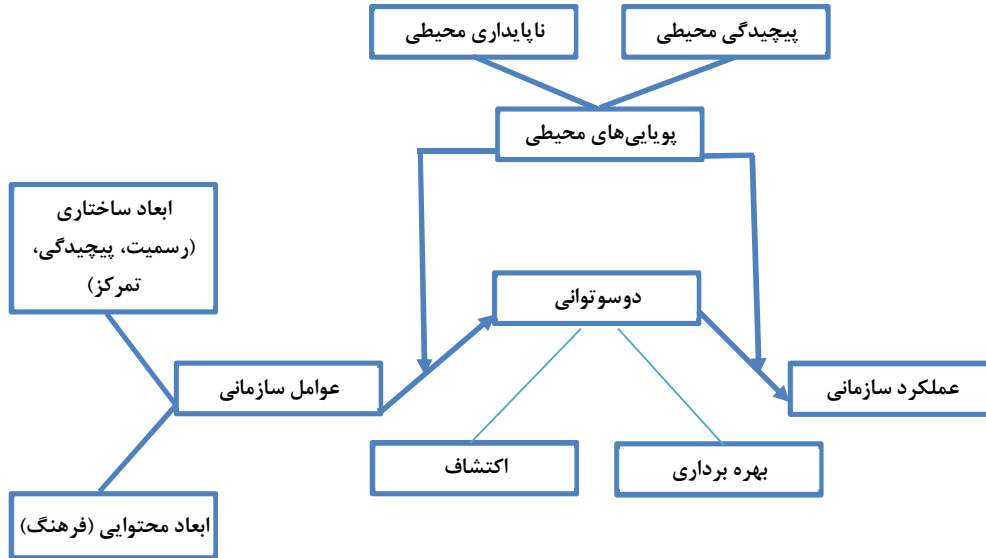 پیچیدگی محیطی
ناپایداری محیطی
پویایی‌های محیطی
ابعاد ساختاری
(رسمیت، پیچیدگی،
تمرکز)
دوسوتوانی
عوامل سازمانی
عملکرد سازمانی
اکتشاف
بهره برداری
ابعاد محتوایی (فرهنگ)